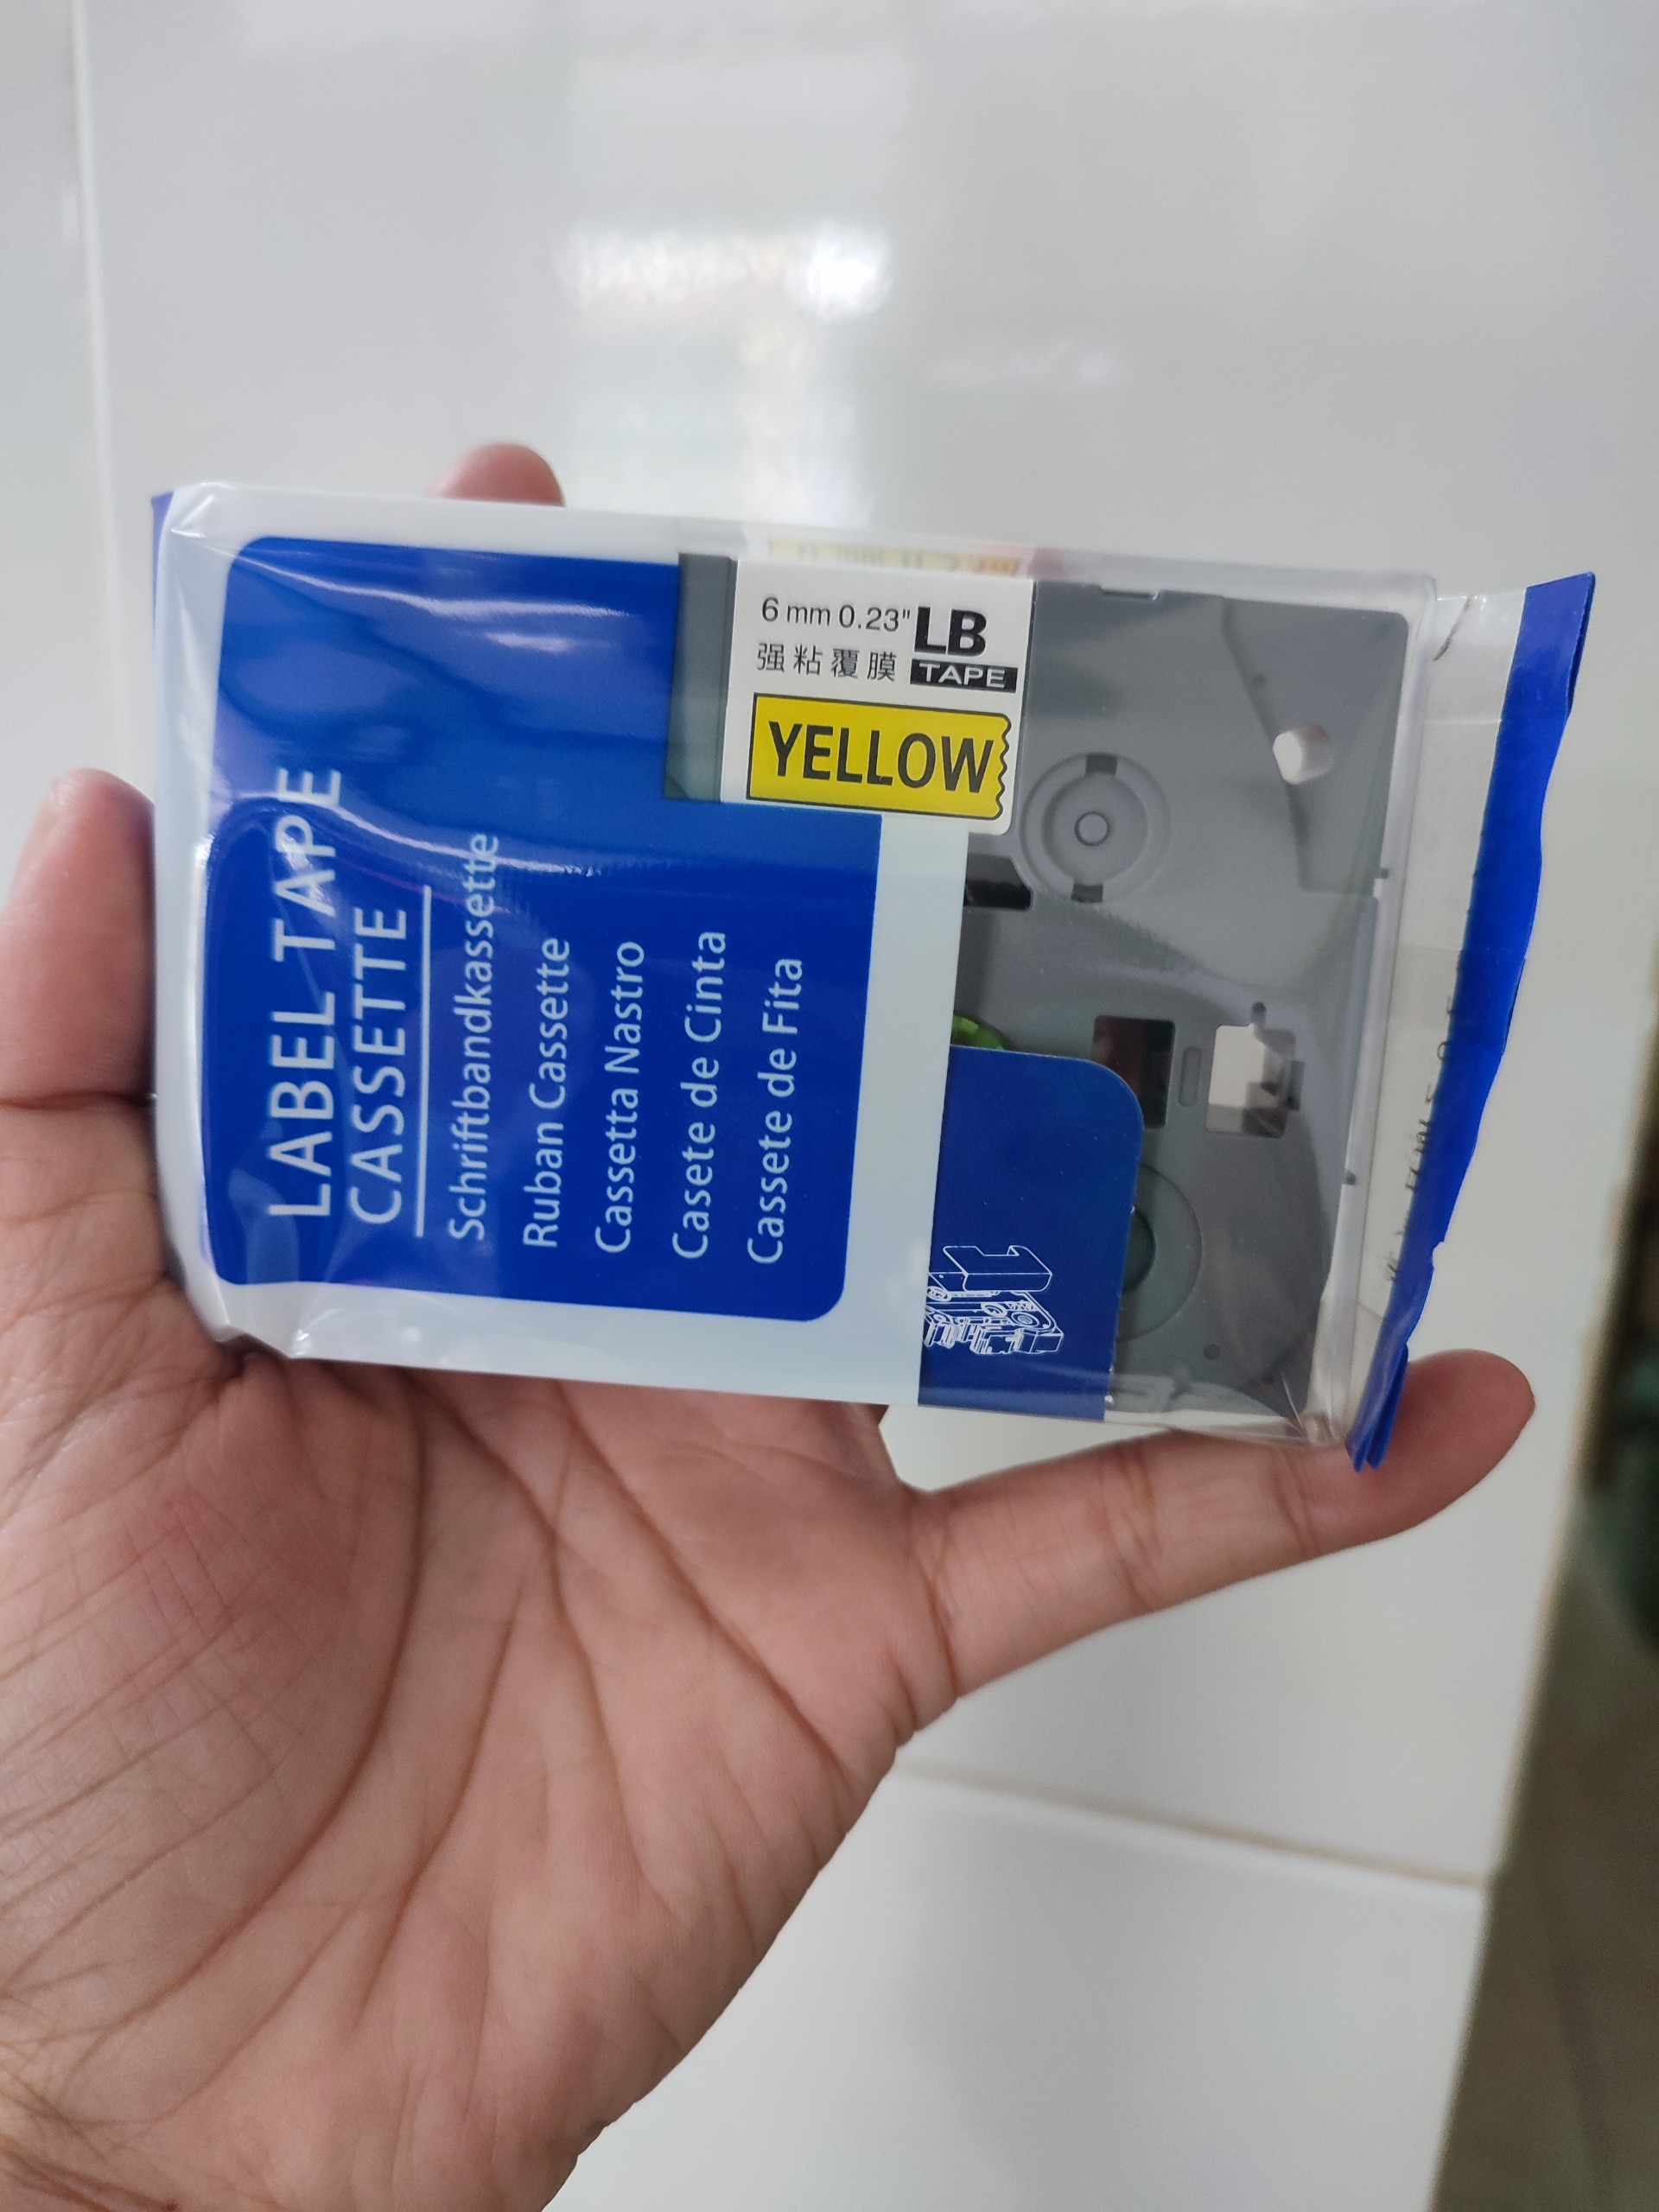 6 mm 0.23" LB
强粘覆膜 TAPE
YELLOW
LABEL TAPE
CASSETTE
Schriftbandkassette
Ruban Cassette
Cassetta Nastro
Casete de Cinta
Cassete de Fita